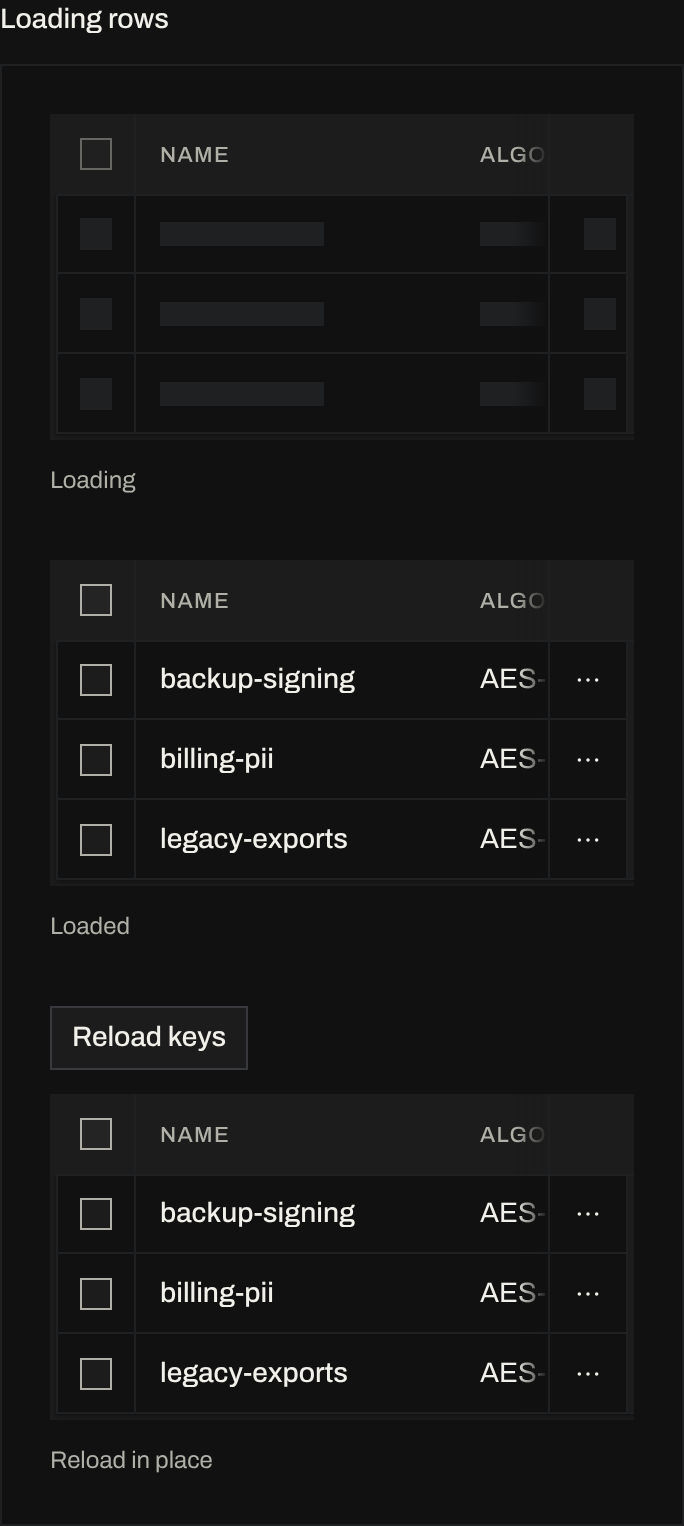 Loading rows
NAME ALGO
Loading
NAME ALGO
backup-signing AES- ···
billing-pii AES- ···
legacy-exports AES- ···
Loaded
Reload keys
NAME ALGO
backup-signing AES- ···
billing-pii AES- ···
legacy-exports AES- ···
Reload in place